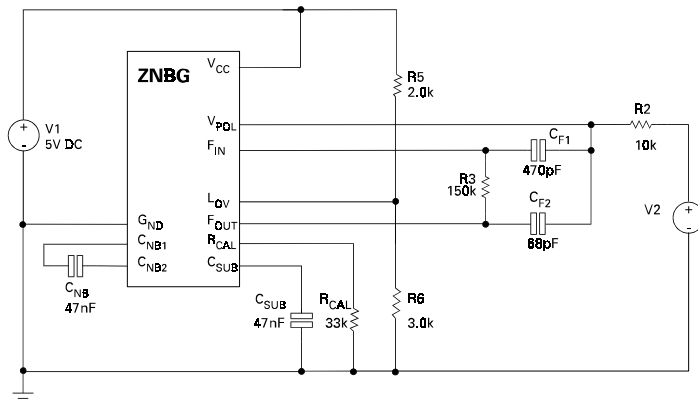 ZNBG
VCC
VPOL
FIN
LOV
FOUT
GND
CNB1
CNB2
RCAL
CSUB
V1
5V DC
+
-
R5
2.0k
R2
10k
CF1
470pF
R3
150k
CF2
68pF
V2
+
-
CNB
47nF
CSUB
47nF
RCAL
33k
R6
3.0k